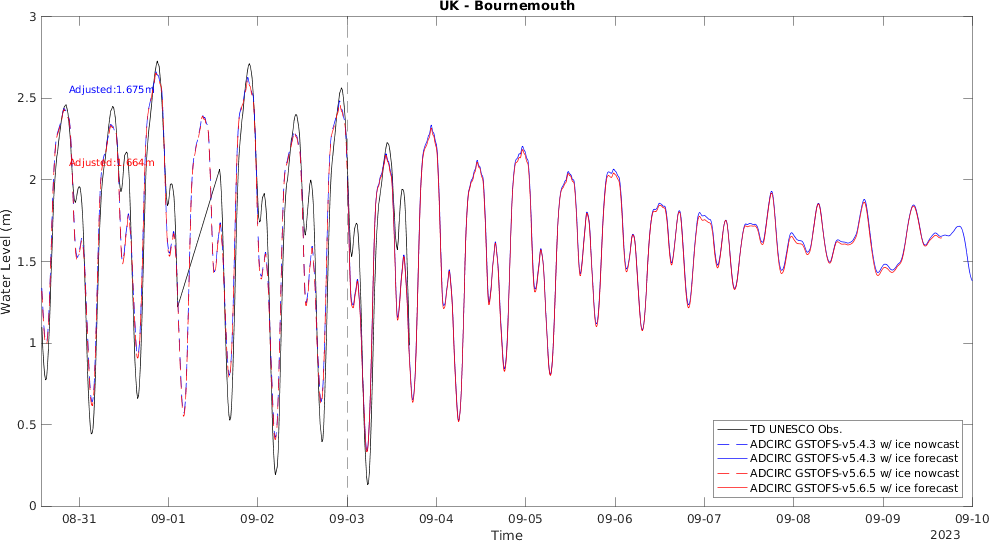 UK - Bournemouth
3
2.5
2
1.5
1
0.5
0
Water Level (m)
Adjusted:1.675m
Adjusted:1.664m
TD UNESCO Obs.
ADCIRC GSTOFS-v5.4.3 w/ ice nowcast
ADCIRC GSTOFS-v5.4.3 w/ ice forecast
ADCIRC GSTOFS-v5.6.5 w/ ice nowcast
ADCIRC GSTOFS-v5.6.5 w/ ice forecast
08-31 09-01 09-02 09-03 09-04 09-05 09-06 09-07 09-08 09-09 09-10
Time
2023